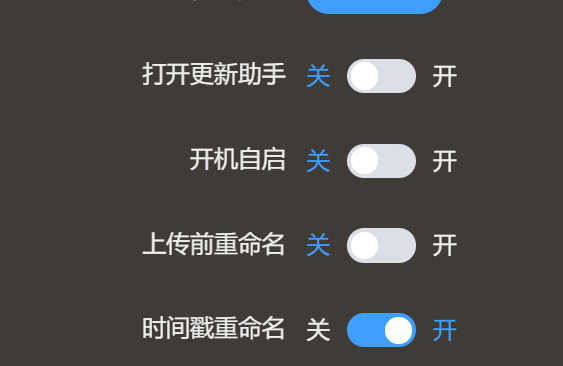 打开更新助手 关 开
开机自启 关 开
上传前重命名 关 开
时间戳重命名 关 开